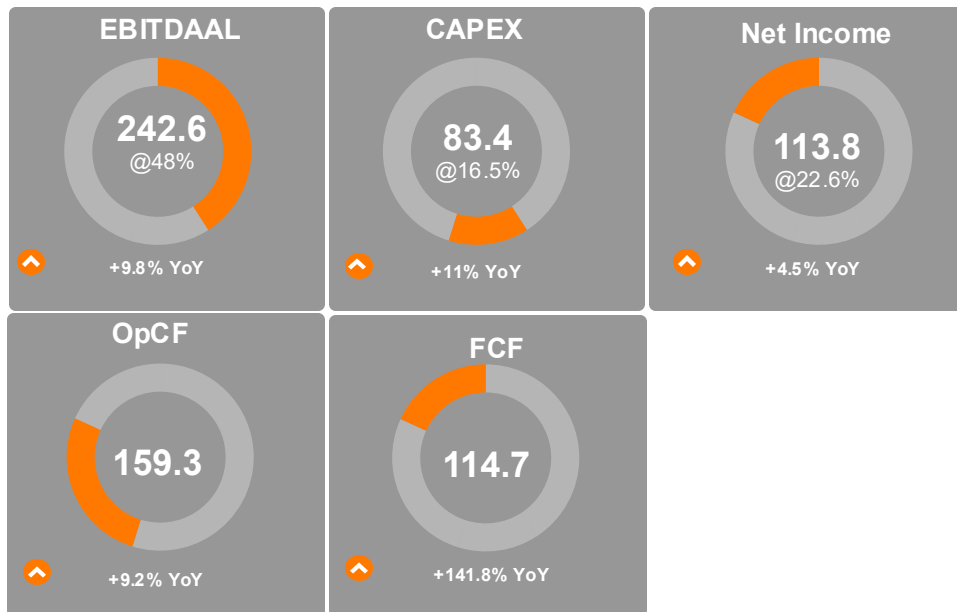 EBITDAAL
242.6
@48%
+9.8% YoY
CAPEX
83.4
@16.5%
+11% YoY
Net Income
113.8
@22.6%
+4.5% YoY
OpCF
159.3
+9.2% YoY
FCF
114.7
+141.8% YoY